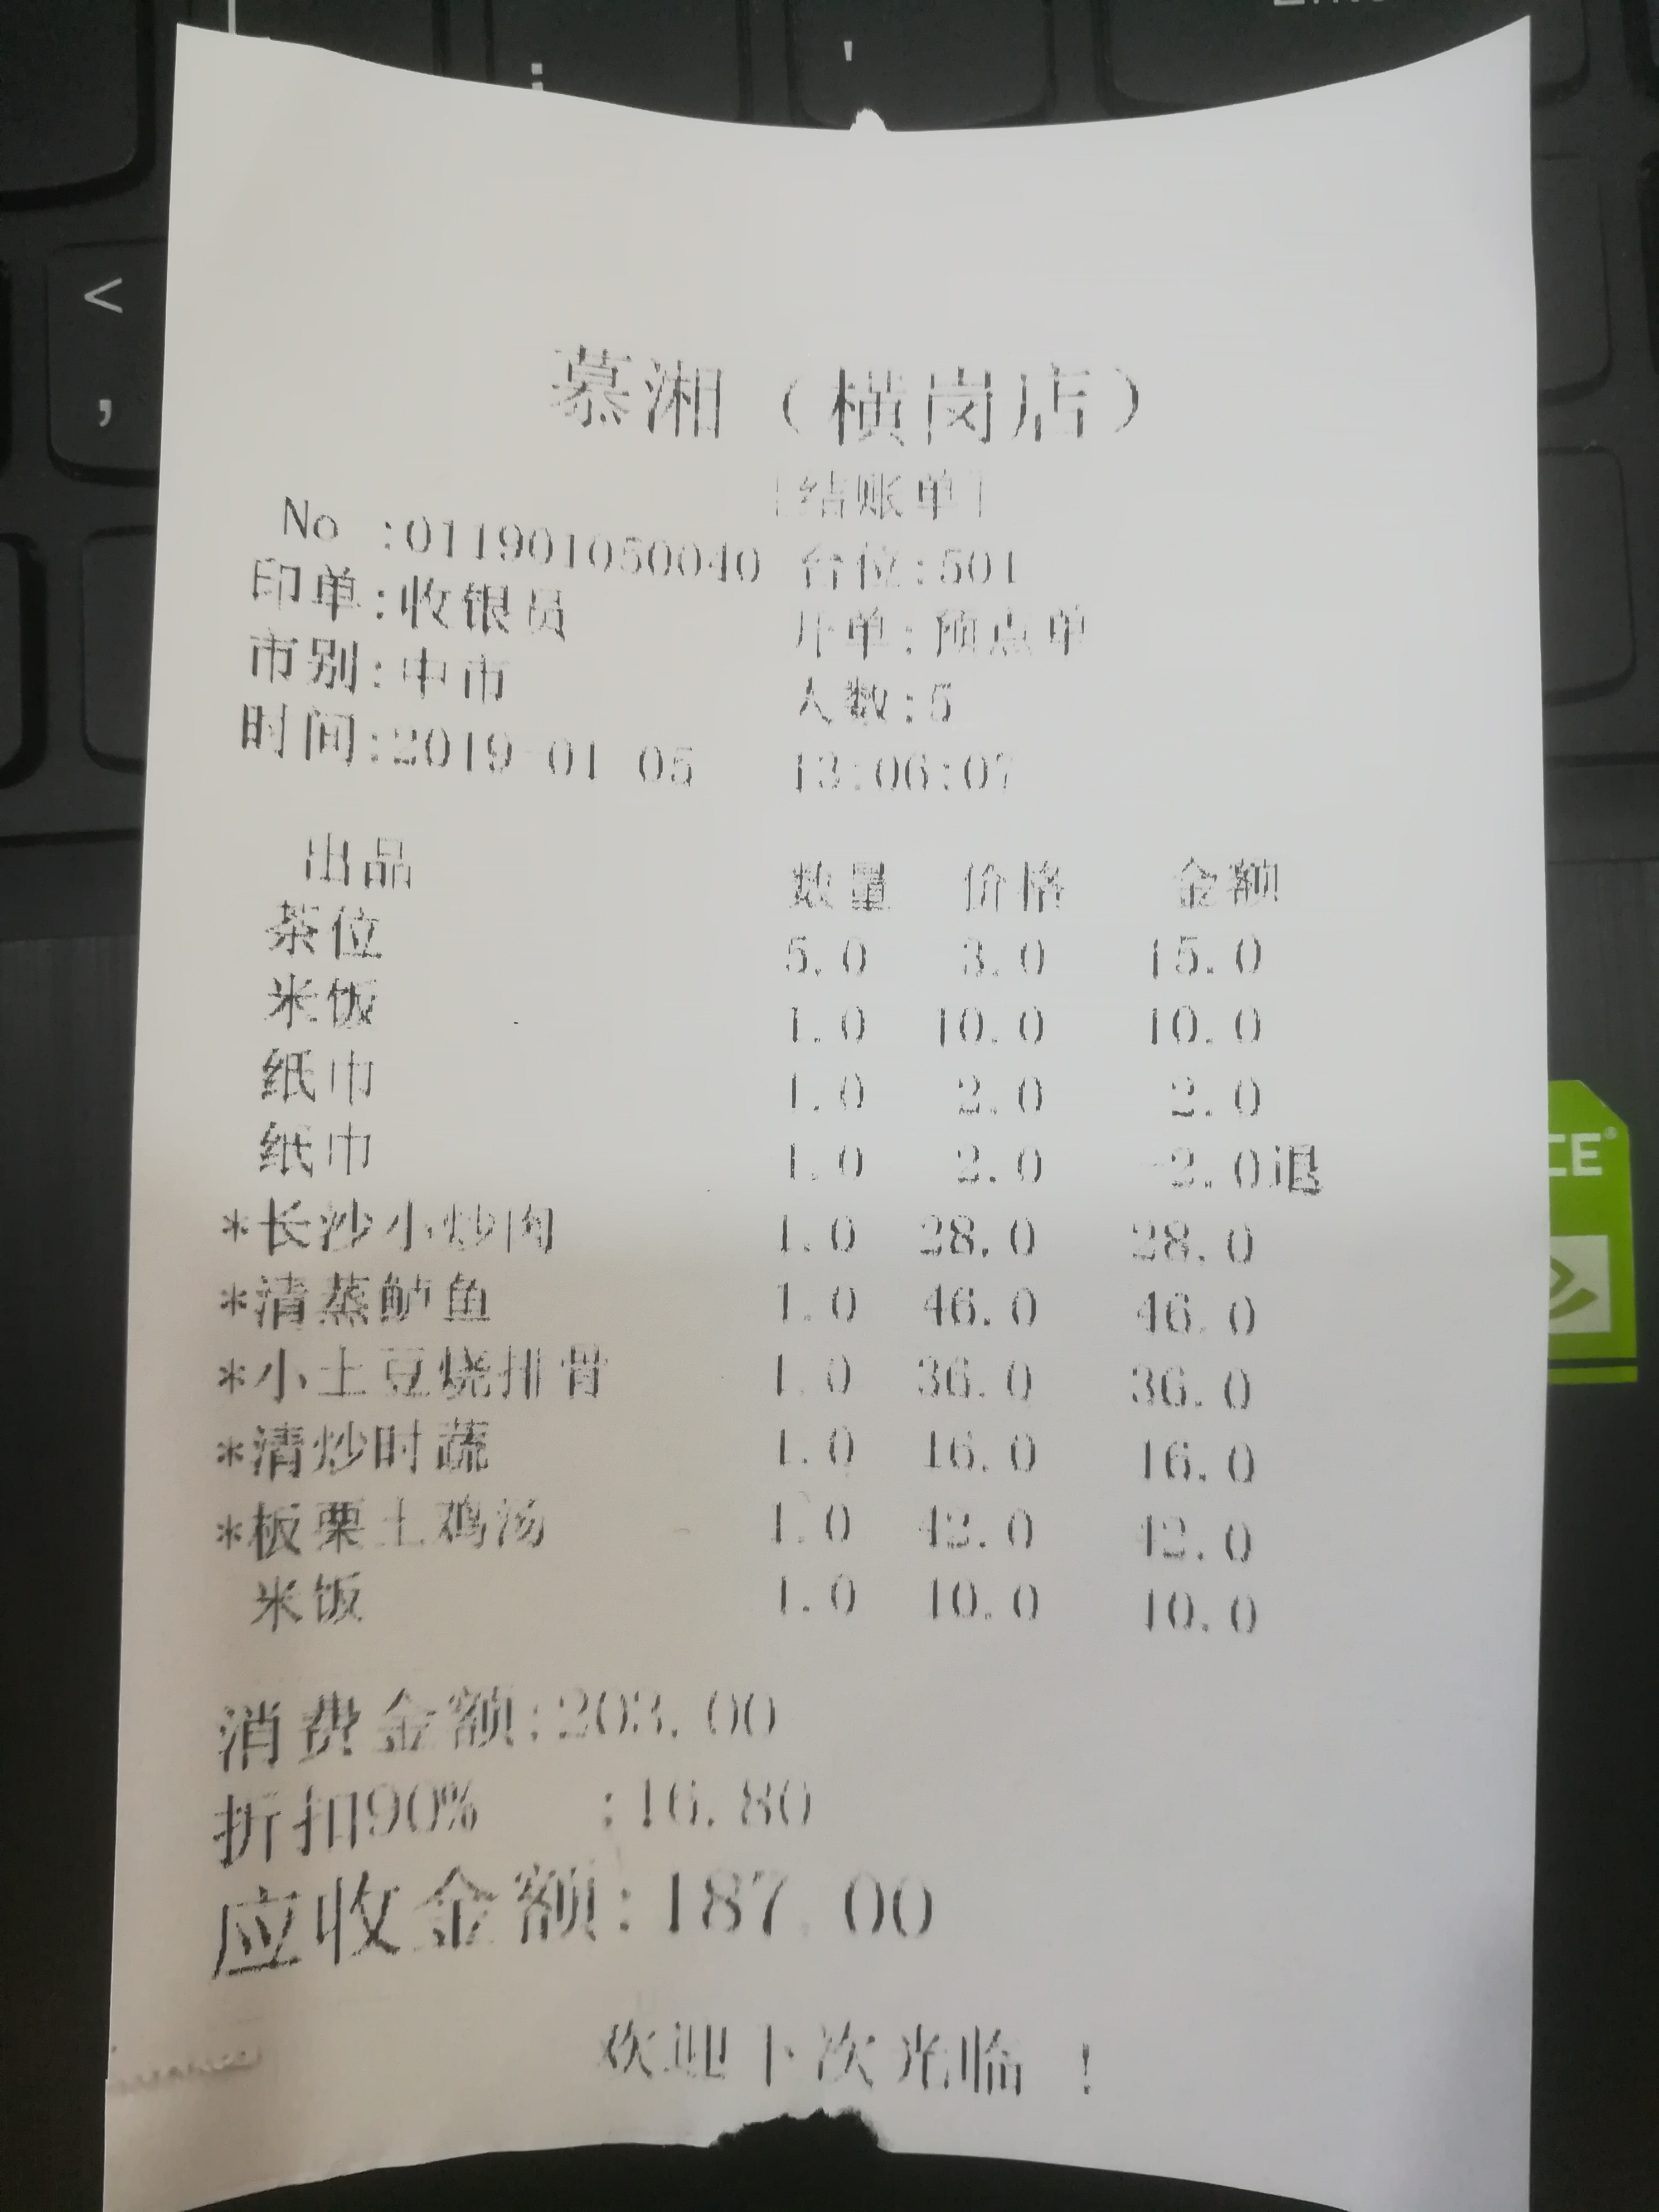 慕湘（横岗店）
[结账单]
No :011901050040 台位:501
印单:收银员 开单:预点单
市别:中市 人数:5
时间:2019-01-05 13:06:07
出品 数量 价格 金额
茶位 5.0 3.0 15.0
米饭 1.0 10.0 10.0
纸巾 1.0 2.0 2.0
纸巾 1.0 2.0 -2.0退
*长沙小炒肉 1.0 28.0 28.0
*清蒸鲈鱼 1.0 46.0 46.0
*小土豆烧排骨 1.0 36.0 36.0
*清炒时蔬 1.0 16.0 16.0
*板栗土鸡汤 1.0 42.0 42.0
米饭 1.0 10.0 10.0
消费金额:203.00
折扣90% :16.80
应收金额:187.00
欢迎下次光临 !
<
,
;
'
CE